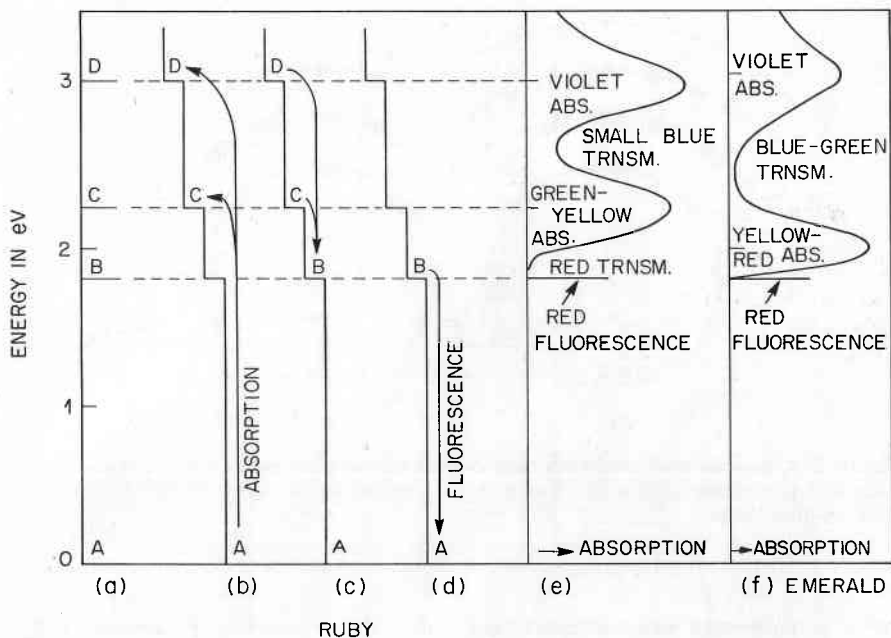 ENERGY IN eV
3
2
1
0
D
C
B
A
D
C
ABSORPTION
A
D
C
B
A
B
FLUORESCENCE
A
VIOLET
ABS.
SMALL BLUE
TRNSM.
GREEN-
YELLOW
ABS.
RED TRNSM.
RED
FLUORESCENCE
→ ABSORPTION
VIOLET
ABS.
BLUE-GREEN
TRNSM.
YELLOW-
RED ABS.
RED
FLUORESCENCE
→ ABSORPTION
(a) (b) (c) (d) (e) (f) EMERALD
RUBY